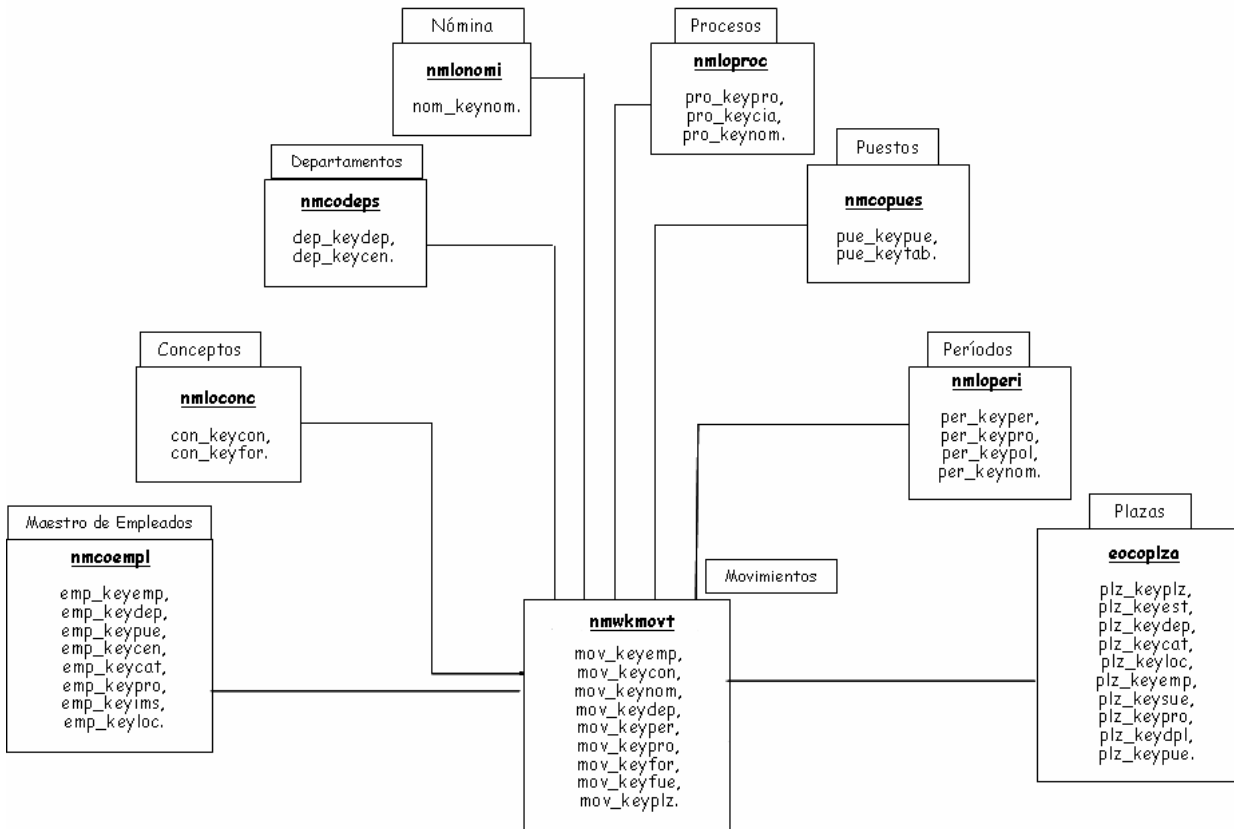 Nómina
nmlonomi
nom_keynom.
Procesos
nmloproc
pro_keypro,
pro_keycia,
pro_keynom.
Departamentos
nmcodeps
dep_keydep,
dep_keycen.
Puestos
nmcopues
pue_keypue,
pue_keytab.
Conceptos
nmloconc
con_keycon,
con_keyfor.
Períodos
nmloperi
per_keyper,
per_keypro,
per_keypol,
per_keynom.
Maestro de Empleados
nmcoempl
emp_keyemp,
emp_keydep,
emp_keypue,
emp_keycen,
emp_keycat,
emp_keypro,
emp_keyims,
emp_keyloc.
Movimientos
nmwkmovt
mov_keyemp,
mov_keycon,
mov_keynom,
mov_keydep,
mov_keyper,
mov_keypro,
mov_keyfor,
mov_keyfue,
mov_keyplz.
Plazas
eocoplza
plz_keyplz,
plz_keyest,
plz_keydep,
plz_keycat,
plz_keyloc,
plz_keyemp,
plz_keysue,
plz_keypro,
plz_keydpl,
plz_keypue.